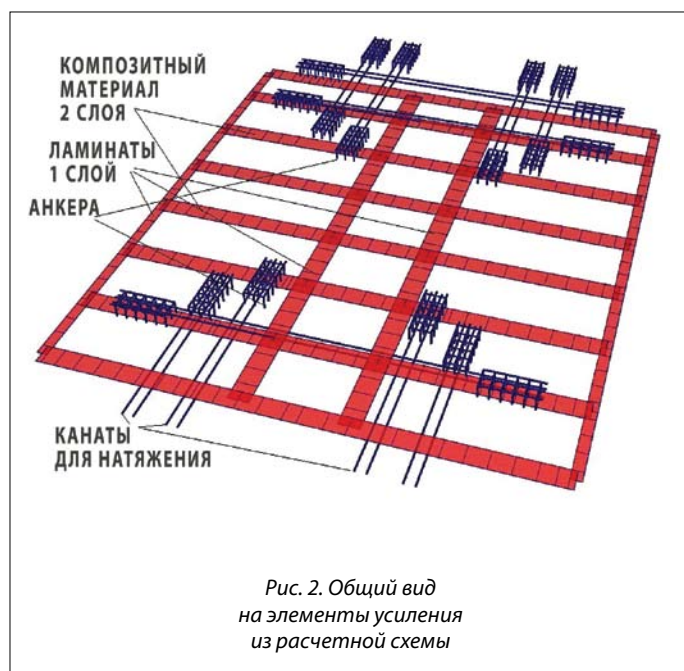 КОМПОЗИТНЫЙ
МАТЕРИАЛ
2 СЛОЯ
ЛАМИНАТЫ
1 СЛОЙ
АНКЕРА
КАНАТЫ
ДЛЯ НАТЯЖЕНИЯ
Рис. 2. Общий вид
на элементы усиления
из расчетной схемы